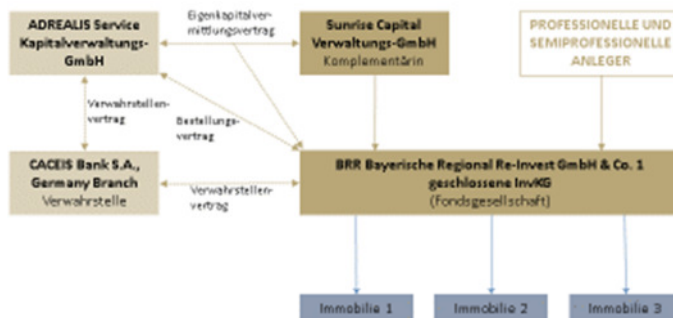 ADREALIS Service
Kapitalverwaltungs-
GmbH
Eigenkapitalver-
mittlungsvertrag
Sunrise Capital
Verwaltungs-GmbH
Komplementärin
PROFESSIONELLE UND
SEMIPROFESSIONELLE
ANLEGER
Verwahrstellen-
vertrag
Bestellungs-
vertrag
CACEIS Bank S.A.,
Germany Branch
Verwahrstelle
Verwahrstellen-
vertrag
BRR Bayerische Regional Re-Invest GmbH & Co. 1
geschlossene InvKG
(Fondsgesellschaft)
Immobilie 1
Immobilie 2
Immobilie 3